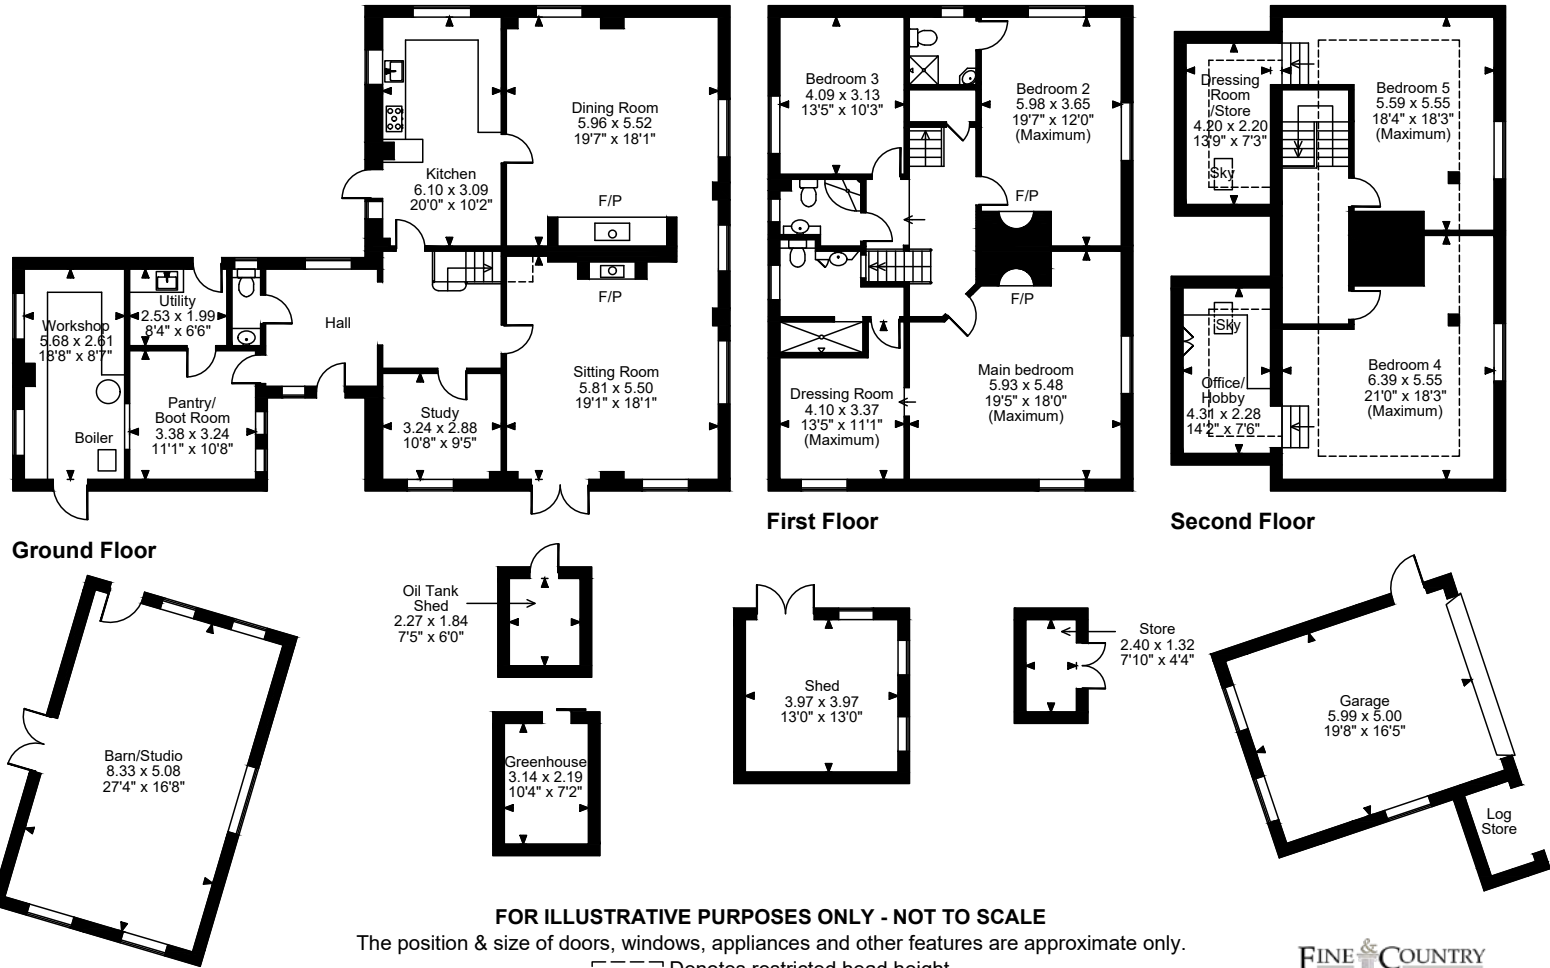 Kitchen
6.10 x 3.09
20'0" x 10'2"
Dining Room
5.96 x 5.52
19'7" x 18'1"
F/P
F/P
Workshop
5.68 x 2.61
18'8" x 8'7"
Boiler
Utility
2.53 x 1.99
8'4" x 6'6"
Hall
Pantry/
Boot Room
3.38 x 3.24
11'1" x 10'8"
Study
3.24 x 2.88
10'8" x 9'5"
Sitting Room
5.81 x 5.50
19'1" x 18'1"
Ground Floor
Bedroom 3
4.09 x 3.13
13'5" x 10'3"
Bedroom 2
5.98 x 3.65
19'7" x 12'0"
(Maximum)
F/P
F/P
Dressing Room
4.10 x 3.37
13'5" x 11'1"
(Maximum)
Main bedroom
5.93 x 5.48
19'5" x 18'0"
(Maximum)
First Floor
Dressing
Room
/Store
4.20 x 2.20
13'9" x 7'3"
Sky
Bedroom 5
5.59 x 5.55
18'4" x 18'3"
(Maximum)
Sky
Office/
Hobby
4.31 x 2.28
14'2" x 7'6"
Bedroom 4
6.39 x 5.55
21'0" x 18'3"
(Maximum)
Second Floor
Barn/Studio
8.33 x 5.08
27'4" x 16'8"
Oil Tank
Shed
2.27 x 1.84
7'5" x 6'0"
Greenhouse
3.14 x 2.19
10'4" x 7'2"
Shed
3.97 x 3.97
13'0" x 13'0"
Store
2.40 x 1.32
7'10" x 4'4"
Garage
5.99 x 5.00
19'8" x 16'5"
Log
Store
FOR ILLUSTRATIVE PURPOSES ONLY - NOT TO SCALE
The position & size of doors, windows, appliances and other features are approximate only.
Denotes restricted head height
FINE & COUNTRY